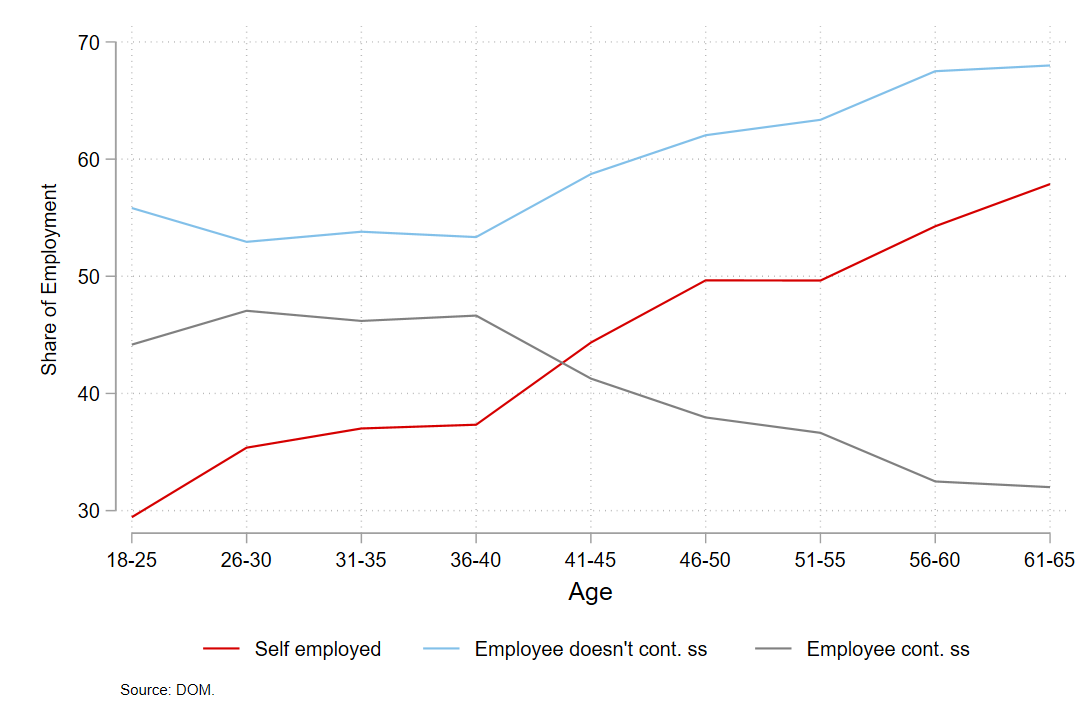 70
60
50
40
30
Share of Employment
18-25 26-30 31-35 36-40 41-45 46-50 51-55 56-60 61-65
Age
Self employed Employee doesn't cont. ss Employee cont. ss
Source: DOM.